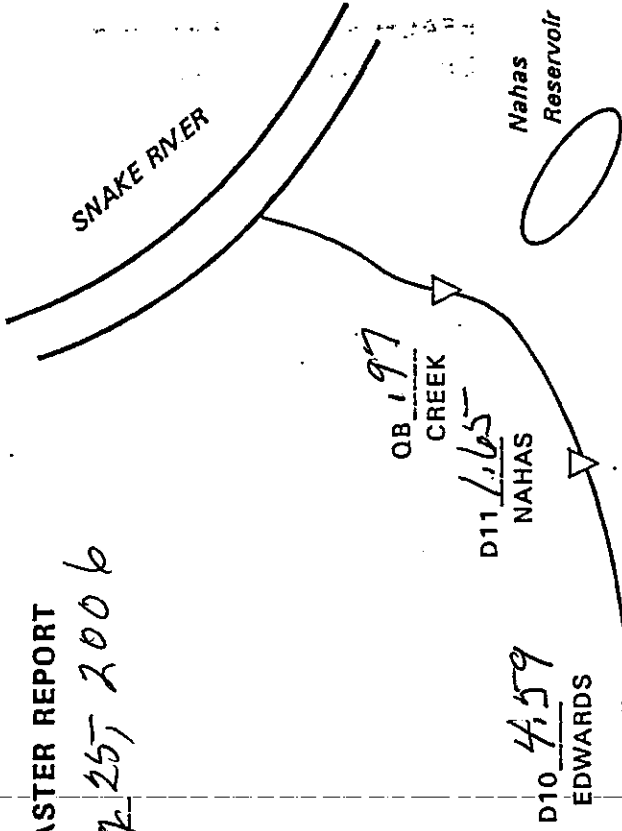 ASTER REPORT
25, 2006
SNAKE RIVER
Nahas
Reservoir
QB .97
CREEK
D11 1.65
NAHAS
D10 4.59
EDWARDS